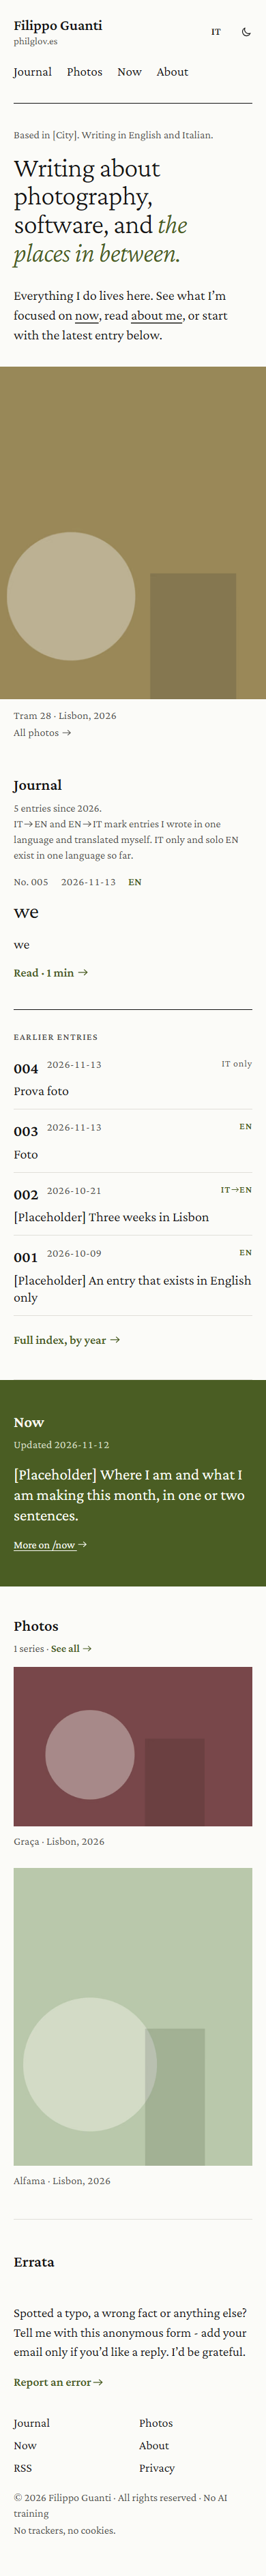 Filippo Guanti
philglov.es
IT
Journal Photos Now About
Based in [City]. Writing in English and Italian.
Writing about
photography,
software, and the
places in between.
Everything I do lives here. See what I’m
focused on now, read about me, or start
with the latest entry below.
Tram 28 · Lisbon, 2026
All photos →
Journal
5 entries since 2026.
IT→EN and EN→IT mark entries I wrote in one
language and translated myself. IT only and solo EN
exist in one language so far.
No. 005 2026-11-13 EN
we
we
Read · 1 min →
EARLIER ENTRIES
004 2026-11-13 IT only
Prova foto
003 2026-11-13 EN
Foto
002 2026-10-21 IT→EN
[Placeholder] Three weeks in Lisbon
001 2026-10-09 EN
[Placeholder] An entry that exists in English
only
Full index, by year →
Now
Updated 2026-11-12
[Placeholder] Where I am and what I
am making this month, in one or two
sentences.
More on /now →
Photos
1 series · See all →
Graça · Lisbon, 2026
Alfama · Lisbon, 2026
Errata
Spotted a typo, a wrong fact or anything else?
Tell me with this anonymous form - add your
email only if you’d like a reply. I’d be grateful.
Report an error→
Journal Photos
Now About
RSS Privacy
© 2026 Filippo Guanti · All rights reserved · No AI
training
No trackers, no cookies.